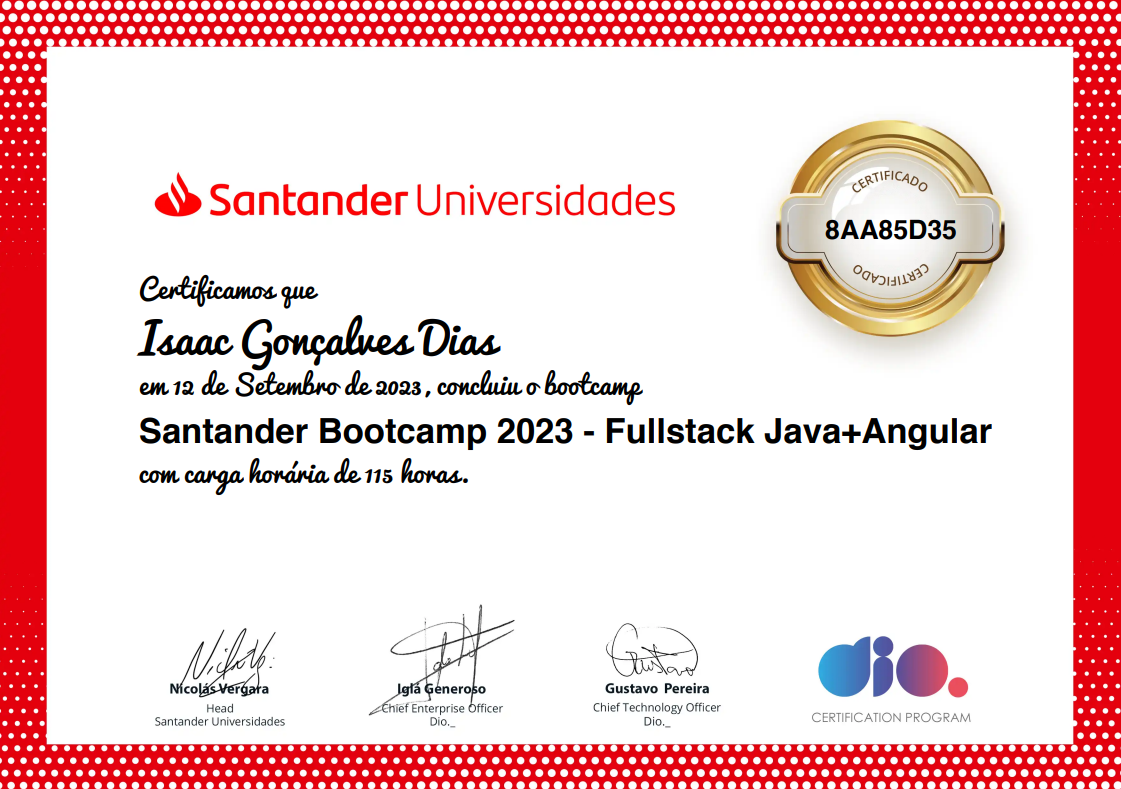 Santander Universidades
CERTIFICADO
8AA85D35
CERTIFICADO
Certificamos que
Isaac Gonçalves Dias
em 12 de Setembro de 2023, concluiu o bootcamp
Santander Bootcamp 2023 - Fullstack Java+Angular
com carga horária de 115 horas.
Nicolás Vergara
Head
Santander Universidades
Iglá Generoso
Chief Enterprise Officer
Dio._
Gustavo Pereira
Chief Technology Officer
Dio._
dio.
CERTIFICATION PROGRAM